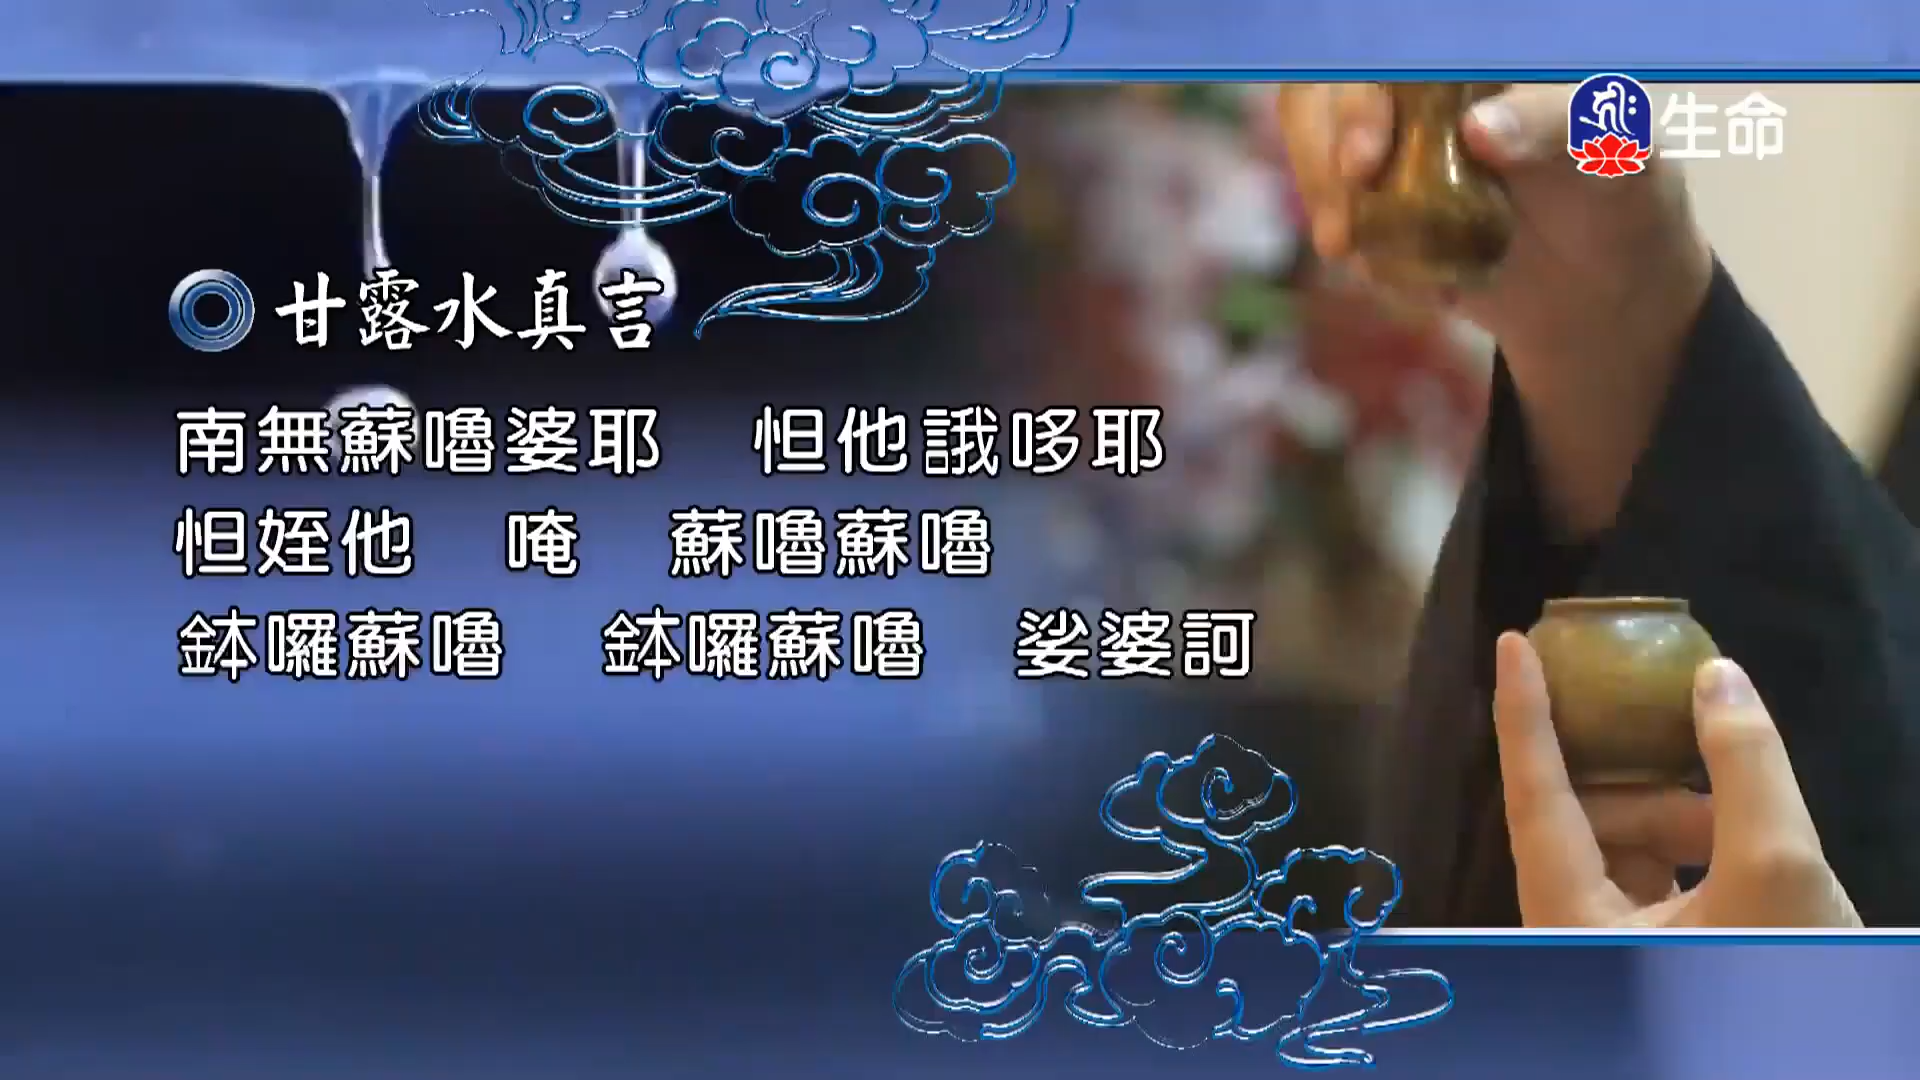 生命
甘露水真言
南無蘇嚕婆耶　怛他誐哆耶
怛姪他　唵　蘇嚕蘇嚕
鉢囉蘇嚕　鉢囉蘇嚕　娑婆訶